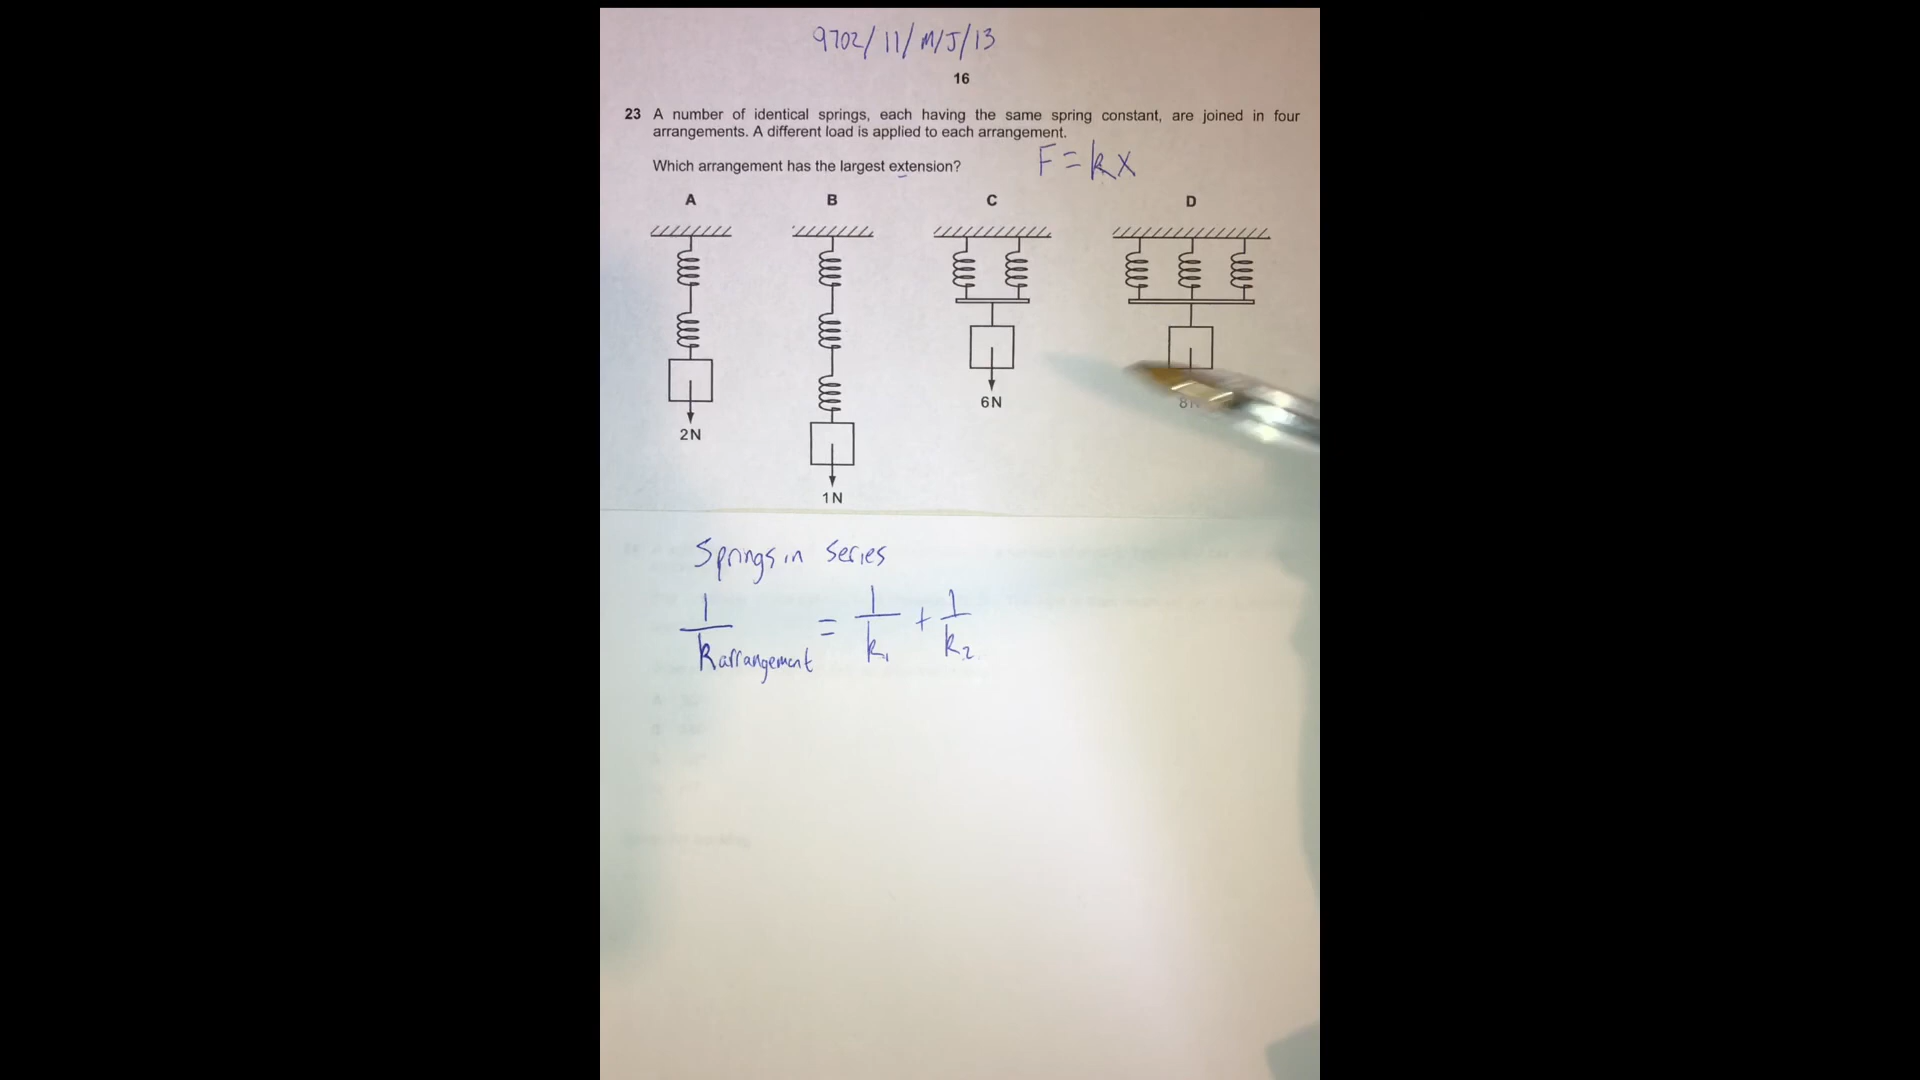 9702/11/M/J/13
16
23 A number of identical springs, each having the same spring constant, are joined in four
arrangements. A different load is applied to each arrangement.
Which arrangement has the largest extension?
F = kx
A B C D
6N
2N
1N
Springs in series
1/k arrangement = 1/k1 + 1/k2